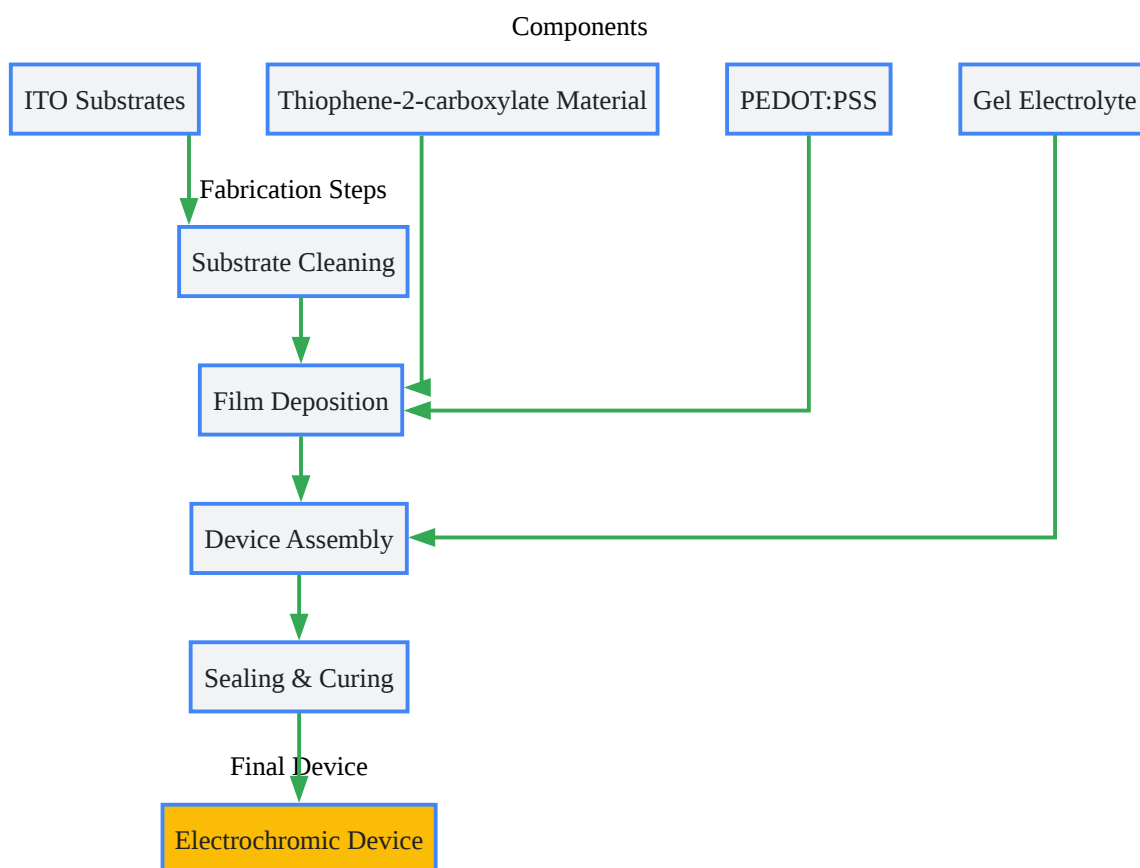 Components
ITO Substrates
Thiophene-2-carboxylate Material
PEDOT:PSS
Gel Electrolyte
Fabrication Steps
Substrate Cleaning
Film Deposition
Device Assembly
Sealing & Curing
Final Device
Electrochromic Device